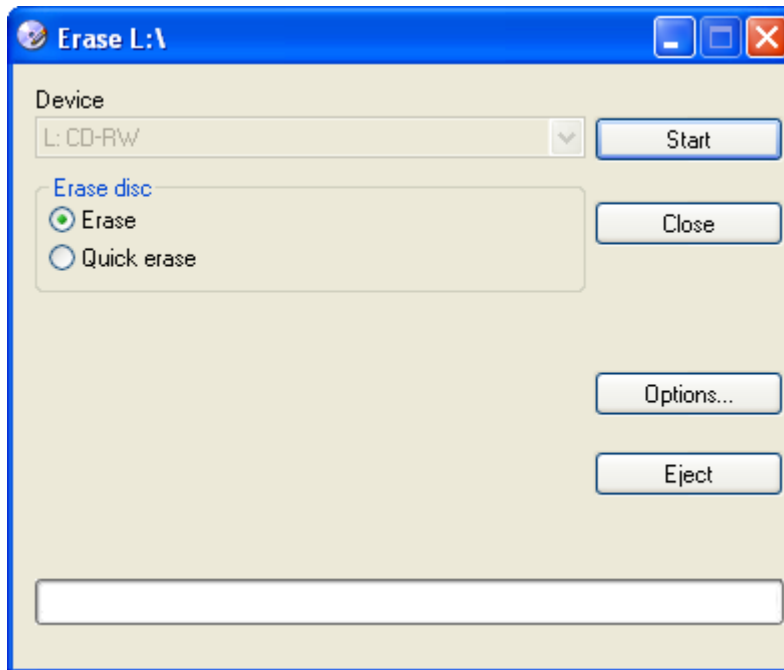 Erase L:\
Device
L: CD-RW
Start
Erase disc
Erase
Close
Quick erase
Options...
Eject